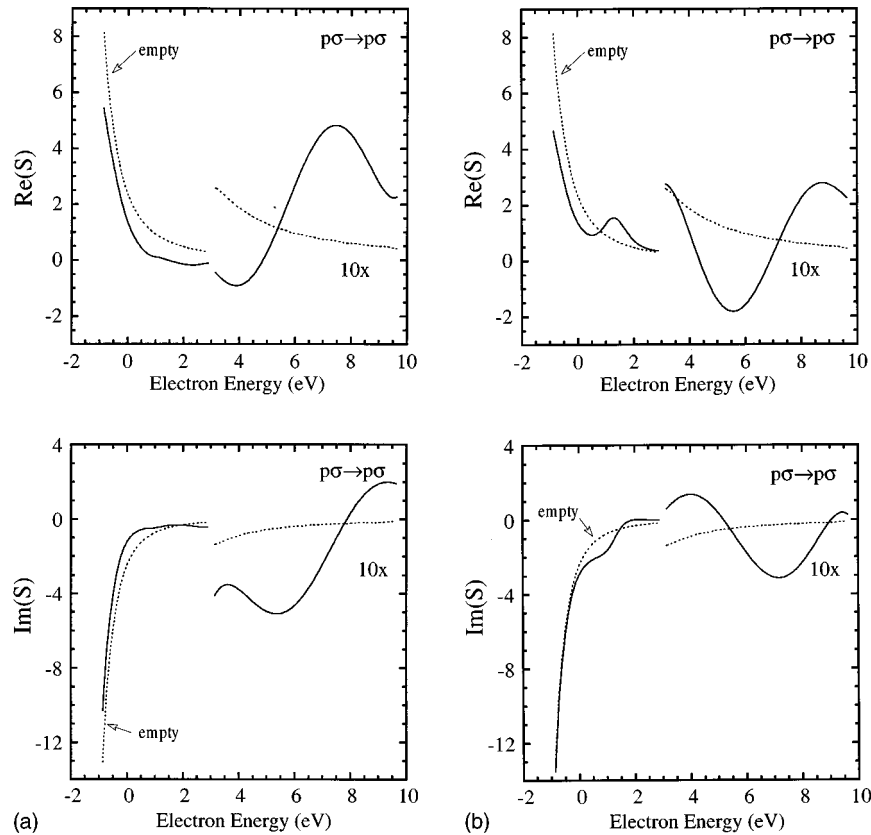 8
6
4
2
0
-2
Re(S)
empty
pσ→pσ
10x
-2 0 2 4 6 8 10
Electron Energy (eV)
8
6
4
2
0
-2
Re(S)
empty
pσ→pσ
10x
-2 0 2 4 6 8 10
Electron Energy (eV)
4
0
-4
-8
-12
Im(S)
pσ→pσ
10x
empty
-2 0 2 4 6 8 10
Electron Energy (eV)
(a)
4
0
-4
-8
-12
Im(S)
pσ→pσ
empty
10x
-2 0 2 4 6 8 10
Electron Energy (eV)
(b)